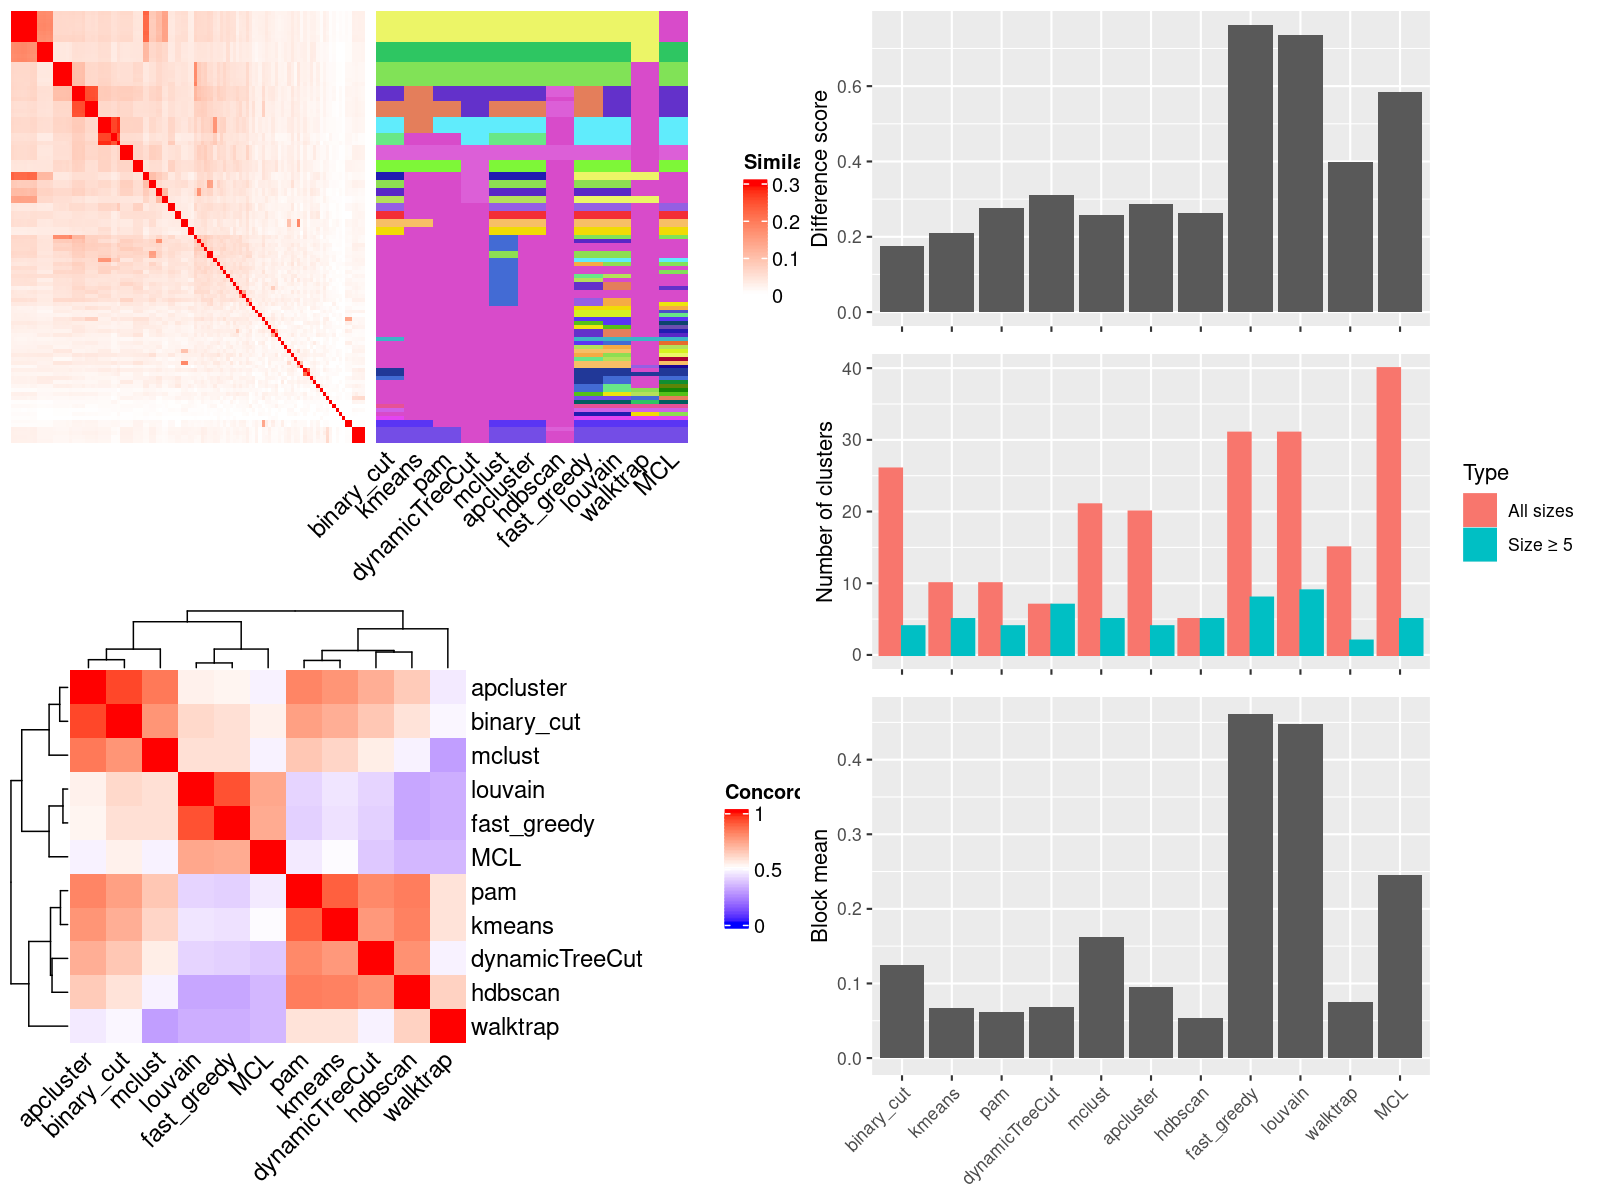 Simila
0.3
0.2
0.1
0
binary_cut
kmeans
pam
dynamicTreeCut
mclust
apcluster
hdbscan
fast_greedy
louvain
walktrap
MCL
apcluster
binary_cut
mclust
louvain
fast_greedy
MCL
pam
kmeans
dynamicTreeCut
hdbscan
walktrap
apcluster
binary_cut
mclust
louvain
fast_greedy
MCL
pam
kmeans
dynamicTreeCut
hdbscan
walktrap
Concord
1
0.5
0
Difference score
0.6
0.4
0.2
0.0
Number of clusters
40
30
20
10
0
Type
All sizes
Size ≥ 5
Block mean
0.4
0.3
0.2
0.1
0.0
binary_cut
kmeans
pam
dynamicTreeCut
mclust
apcluster
hdbscan
fast_greedy
louvain
walktrap
MCL